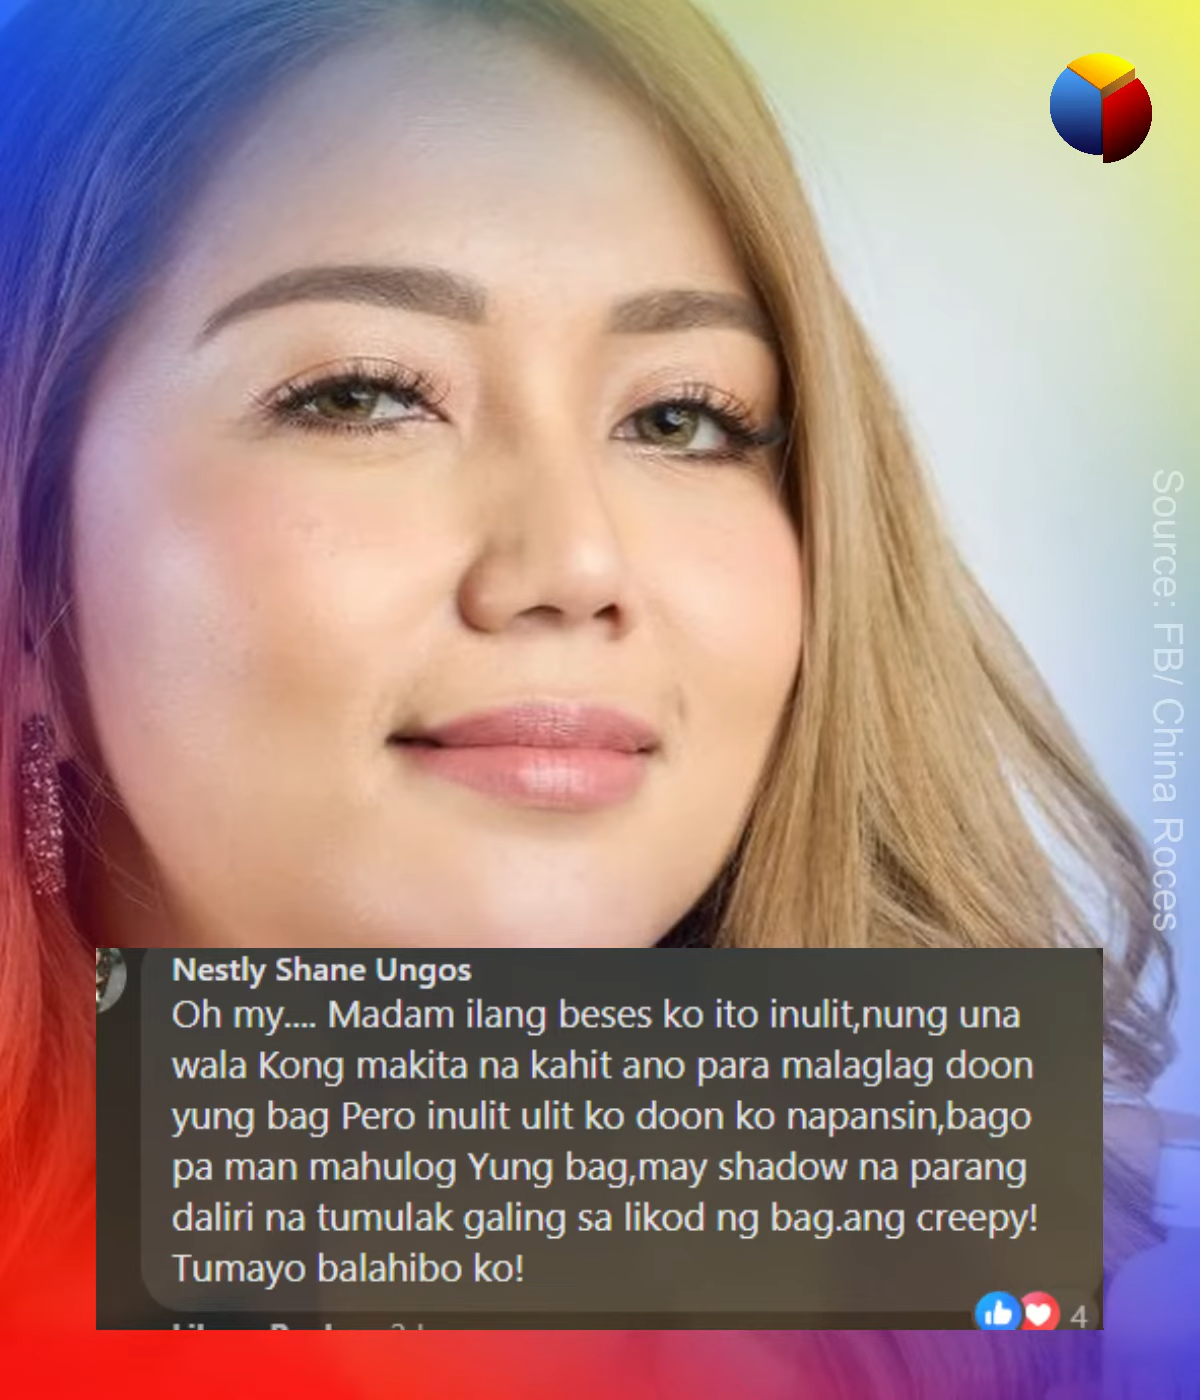 Source: FB/ China Roces
Nestly Shane Ungos
Oh my.... Madam ilang beses ko ito inulit,nung una
wala Kong makita na kahit ano para malaglag doon
yung bag Pero inulit ulit ko doon ko napansin,bago
pa man mahulog Yung bag,may shadow na parang
daliri na tumulak galing sa likod ng bag.ang creepy!
Tumayo balahibo ko!
4